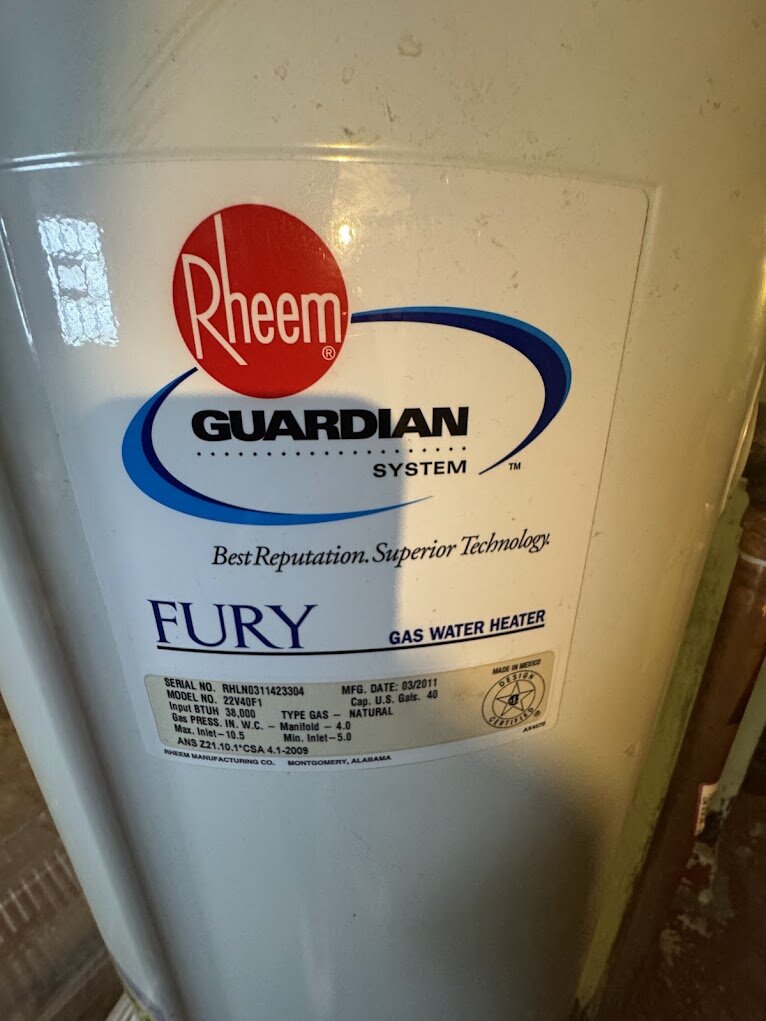 Rheem®
GUARDIAN
SYSTEM ™
Best Reputation. Superior Technology.
FURY GAS WATER HEATER
SERIAL NO. RHLN0311423304 MFG. DATE: 03/2011
MODEL NO. 22V40F1 Cap. U.S. Gals. 40
Input BTUH 38,000 TYPE GAS – NATURAL
Gas PRESS. IN. W.C. – Manifold – 4.0
Max. Inlet – 10.5 Min. Inlet – 5.0
ANS Z21.10.1*CSA 4.1-2009
MADE IN MEXICO
DESIGN
CERTIFIED ®
RHEEM MANUFACTURING CO. MONTGOMERY, ALABAMA